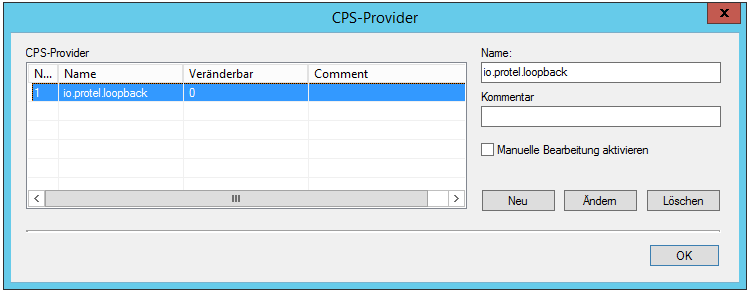 CPS-Provider
x
CPS-Provider
N... Name Veränderbar Comment
1 io.protel.loopback 0
Name:
io.protel.loopback
Kommentar
Manuelle Bearbeitung aktivieren
Neu Ändern Löschen
OK